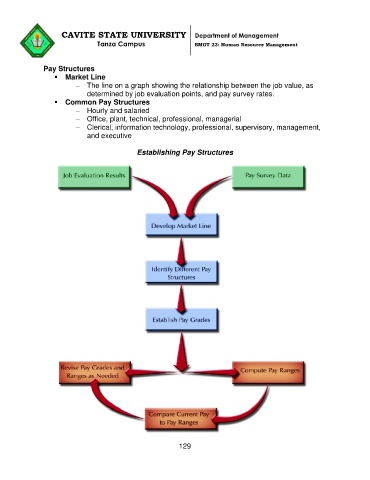 CAVITE STATE UNIVERSITY
Tanza Campus
Department of Management
BMGT 23: Human Resource Management
Pay Structures
▪ Market Line
– The line on a graph showing the relationship between the job value, as
determined by job evaluation points, and pay survey rates.
▪ Common Pay Structures
– Hourly and salaried
– Office, plant, technical, professional, managerial
– Clerical, information technology, professional, supervisory, management,
and executive
Establishing Pay Structures
Job Evaluation Results
Pay Survey Data
Develop Market Line
Identify Different Pay
Structures
Establish Pay Grades
Revise Pay Grades and
Ranges as Needed
Compute Pay Ranges
Compare Current Pay
to Pay Ranges
129